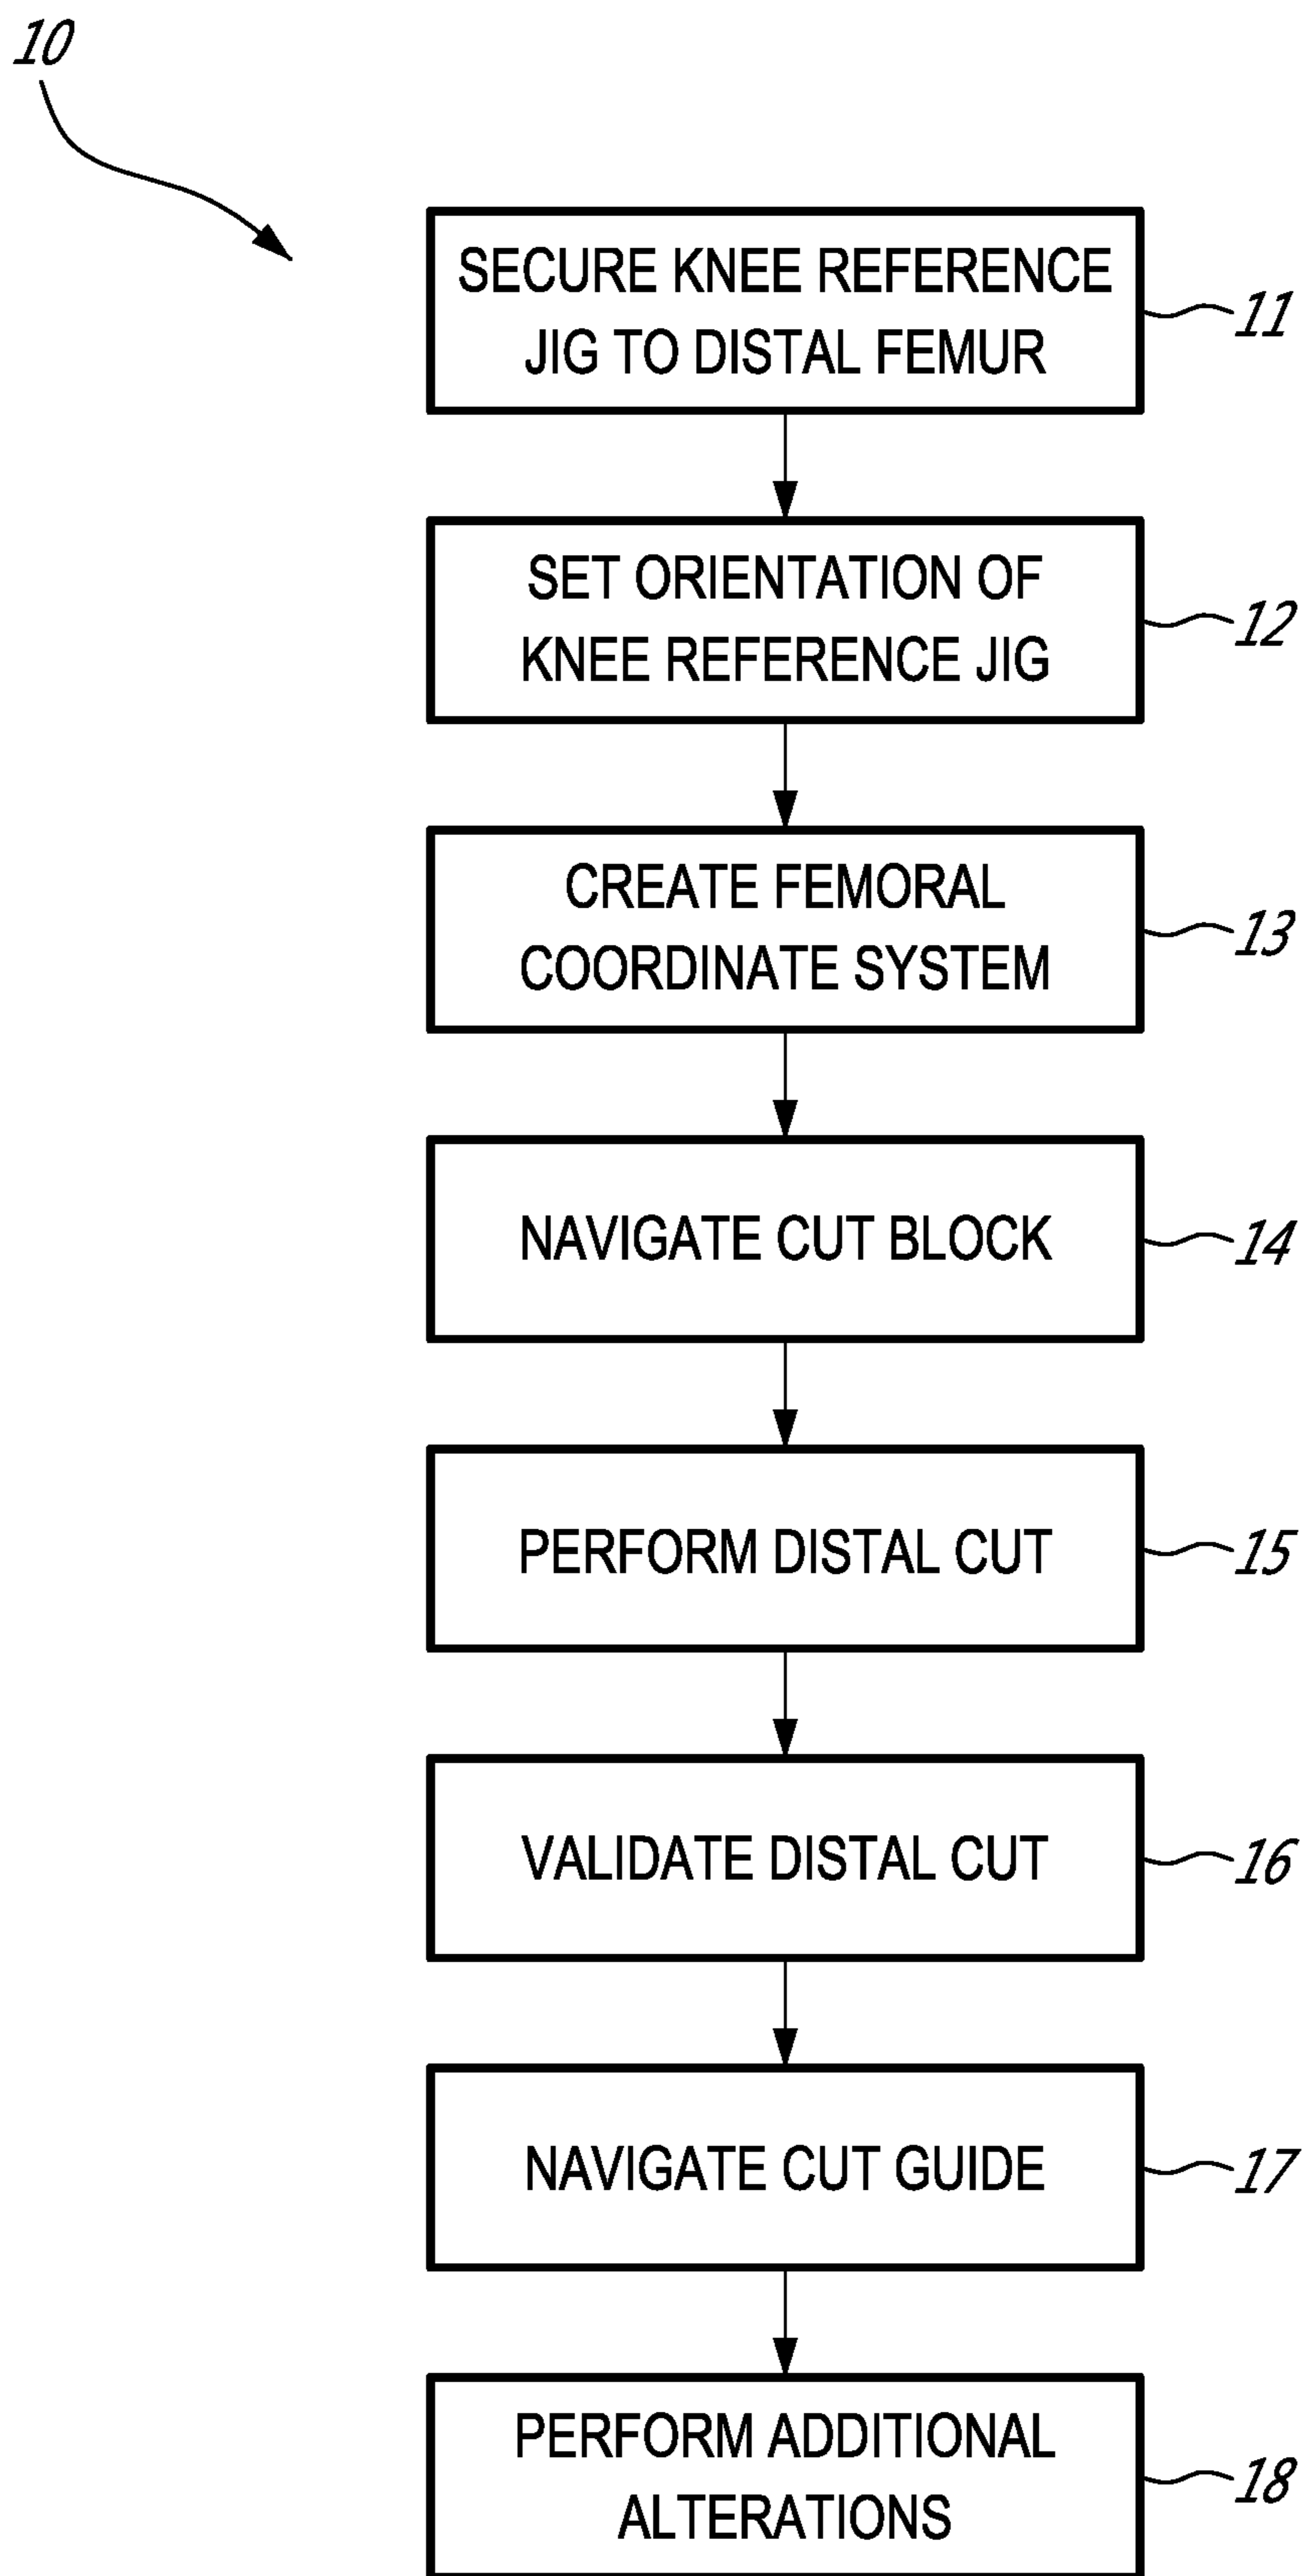 10
SECURE KNEE REFERENCE
JIG TO DISTAL FEMUR
11
SET ORIENTATION OF
KNEE REFERENCE JIG
12
CREATE FEMORAL
COORDINATE SYSTEM
13
NAVIGATE CUT BLOCK
14
PERFORM DISTAL CUT
15
VALIDATE DISTAL CUT
16
NAVIGATE CUT GUIDE
17
PERFORM ADDITIONAL
ALTERATIONS
18